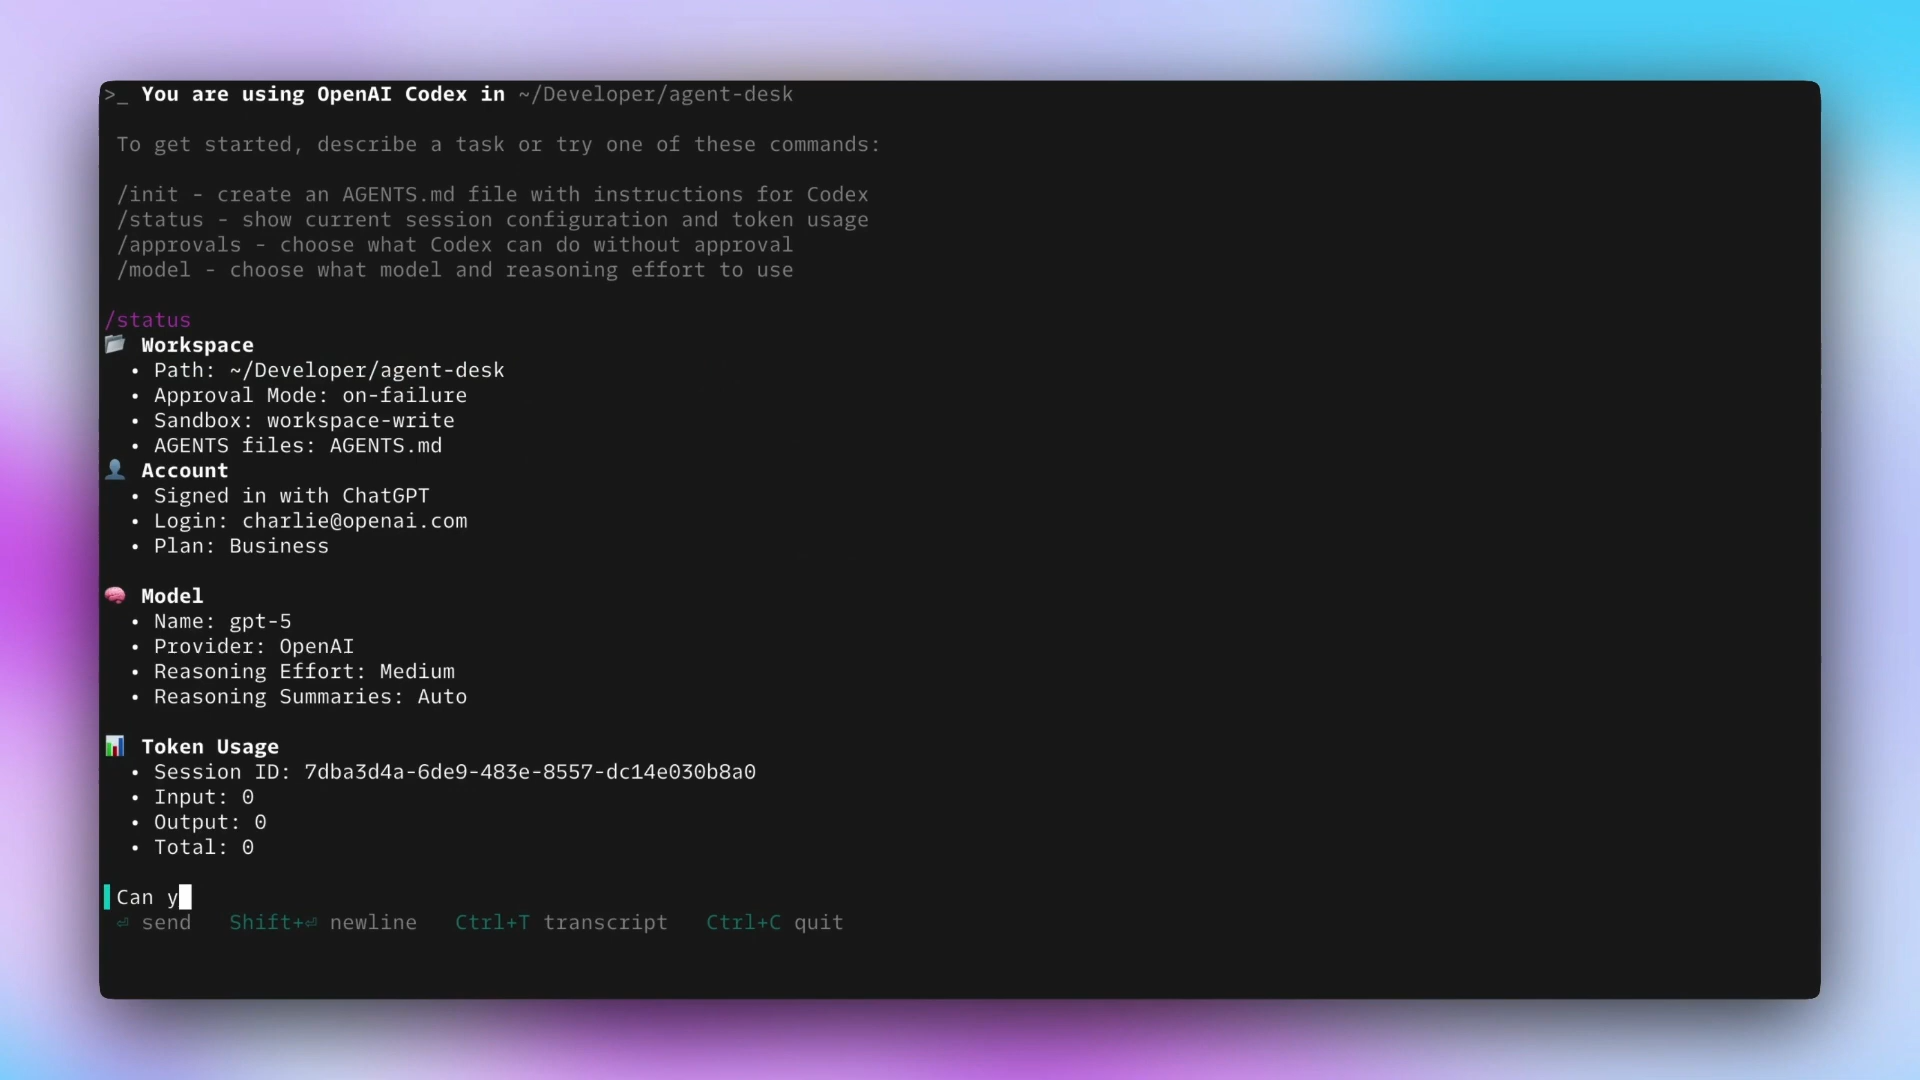 >_ You are using OpenAI Codex in ~/Developer/agent-desk
To get started, describe a task or try one of these commands:
/init - create an AGENTS.md file with instructions for Codex
/status - show current session configuration and token usage
/approvals - choose what Codex can do without approval
/model - choose what model and reasoning effort to use
/status
Workspace
• Path: ~/Developer/agent-desk
• Approval Mode: on-failure
• Sandbox: workspace-write
• AGENTS files: AGENTS.md
Account
• Signed in with ChatGPT
• Login: charlie@openai.com
• Plan: Business
Model
• Name: gpt-5
• Provider: OpenAI
• Reasoning Effort: Medium
• Reasoning Summaries: Auto
Token Usage
• Session ID: 7dba3d4a-6de9-483e-8557-dc14e030b8a0
• Input: 0
• Output: 0
• Total: 0
Can y
⏎ send Shift+⏎ newline Ctrl+T transcript Ctrl+C quit